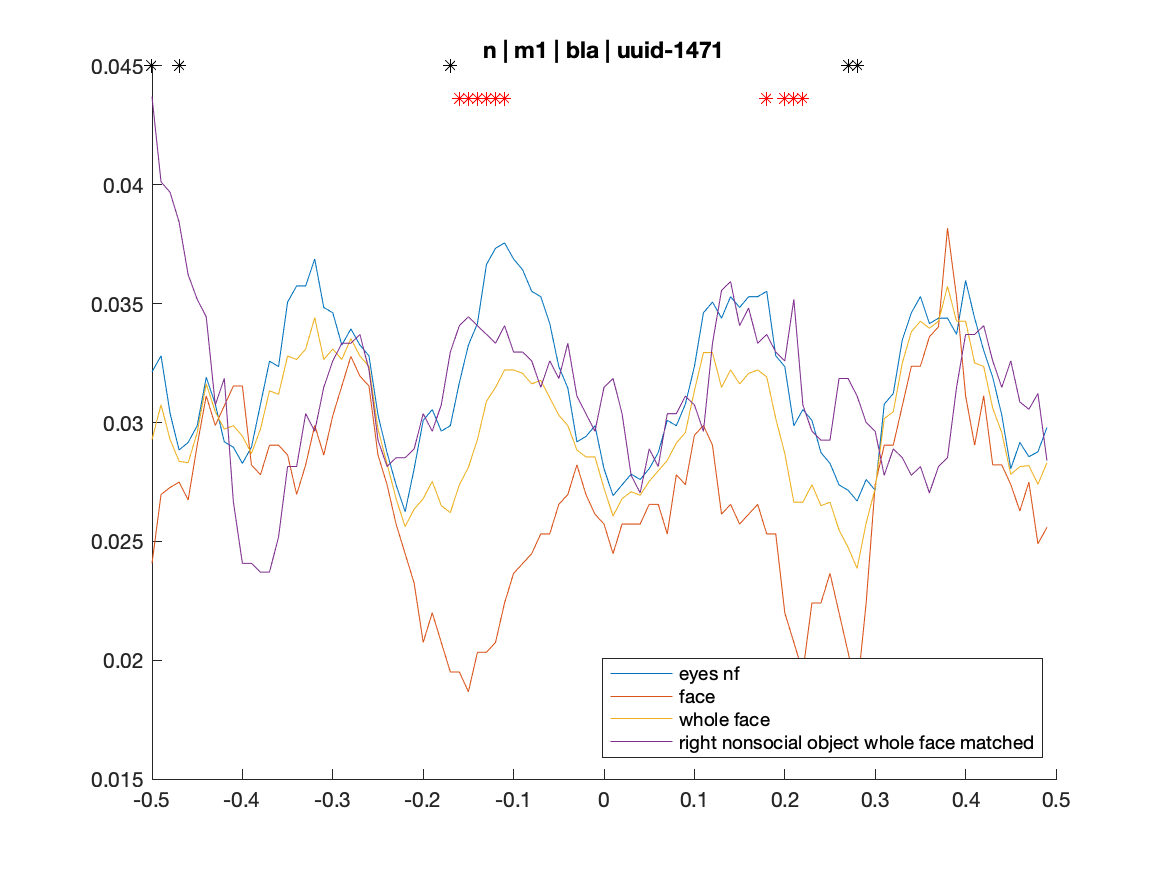 n | m1 | bla | uuid-1471
0.045
0.04
0.035
0.03
0.025
0.02
0.015
eyes nf
face
whole face
right nonsocial object whole face matched
-0.5 -0.4 -0.3 -0.2 -0.1 0 0.1 0.2 0.3 0.4 0.5